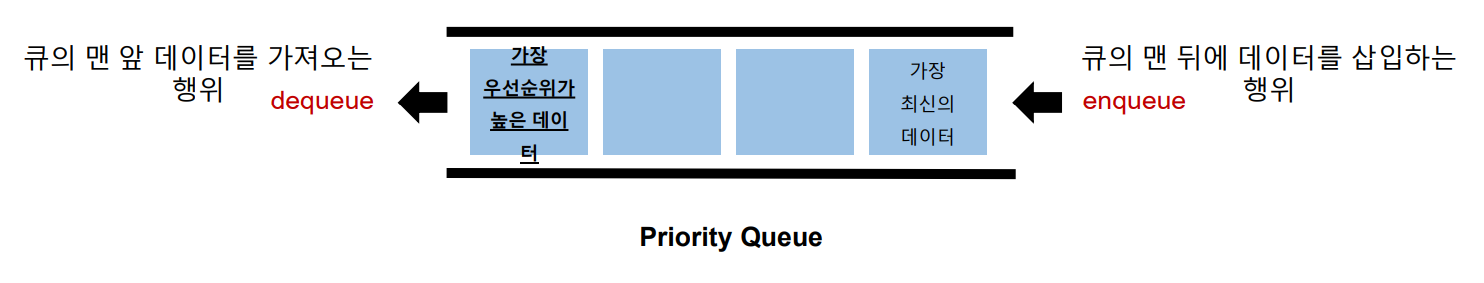 큐의 맨 앞 데이터를 가져오는
행위
dequeue
가장
우선순위가
높은 데이
터
가장
최신의
데이터
큐의 맨 뒤에 데이터를 삽입하는
행위
enqueue
Priority Queue